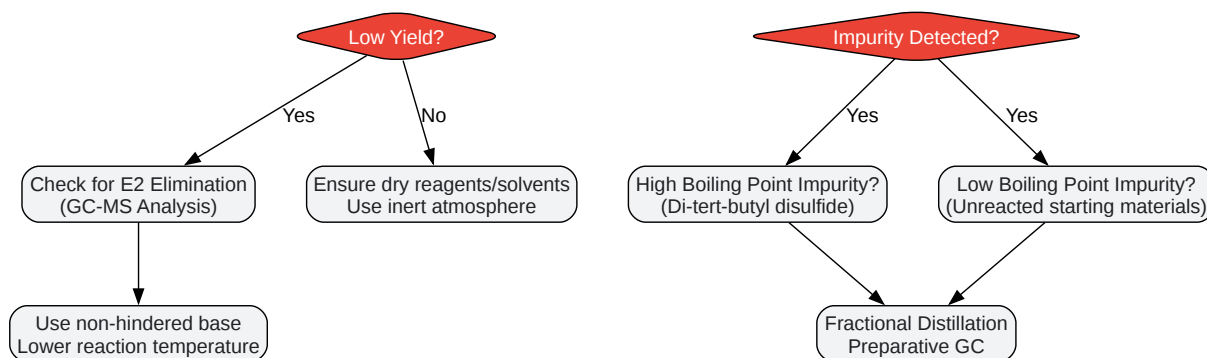 Low Yield?
Impurity Detected?
Yes
No
Yes
Yes
Check for E2 Elimination
(GC-MS Analysis)
Ensure dry reagents/solvents
Use inert atmosphere
High Boiling Point Impurity?
(Di-tert-butyl disulfide)
Low Boiling Point Impurity?
(Unreacted starting materials)
Use non-hindered base
Lower reaction temperature
Fractional Distillation
Preparative GC